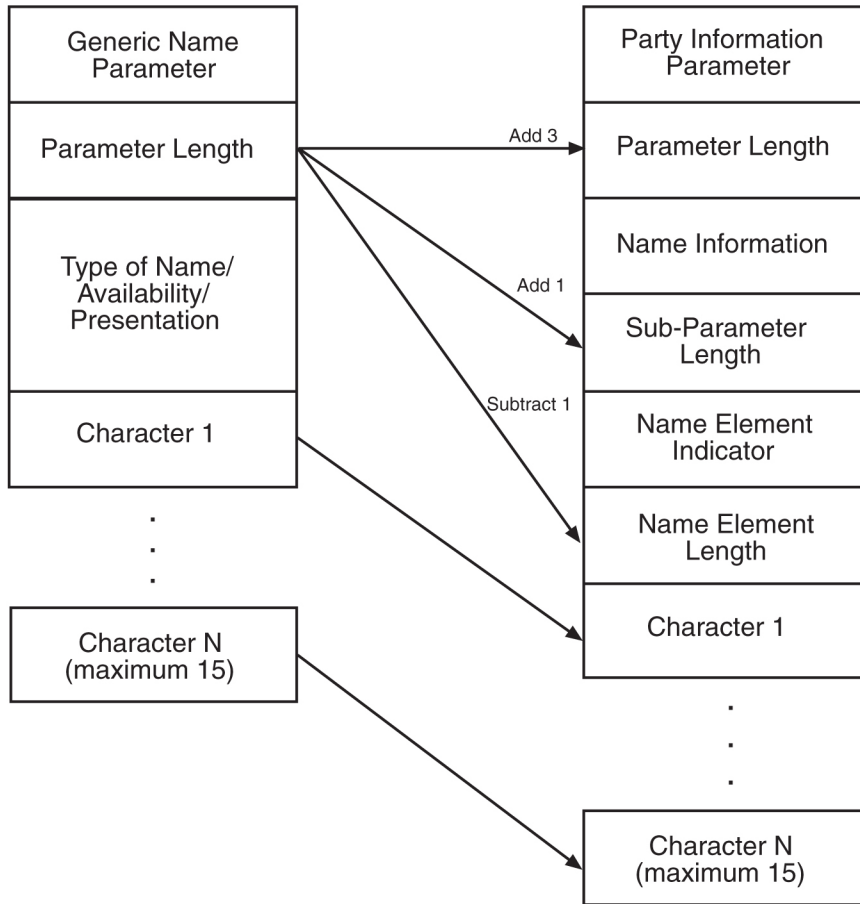 Generic Name
Parameter
Parameter Length
Type of Name/
Availability/
Presentation
Character 1
.
.
.
Character N
(maximum 15)
Add 3
Add 1
Subtract 1
Party Information
Parameter
Parameter Length
Name Information
Sub-Parameter
Length
Name Element
Indicator
Name Element
Length
Character 1
.
.
.
Character N
(maximum 15)